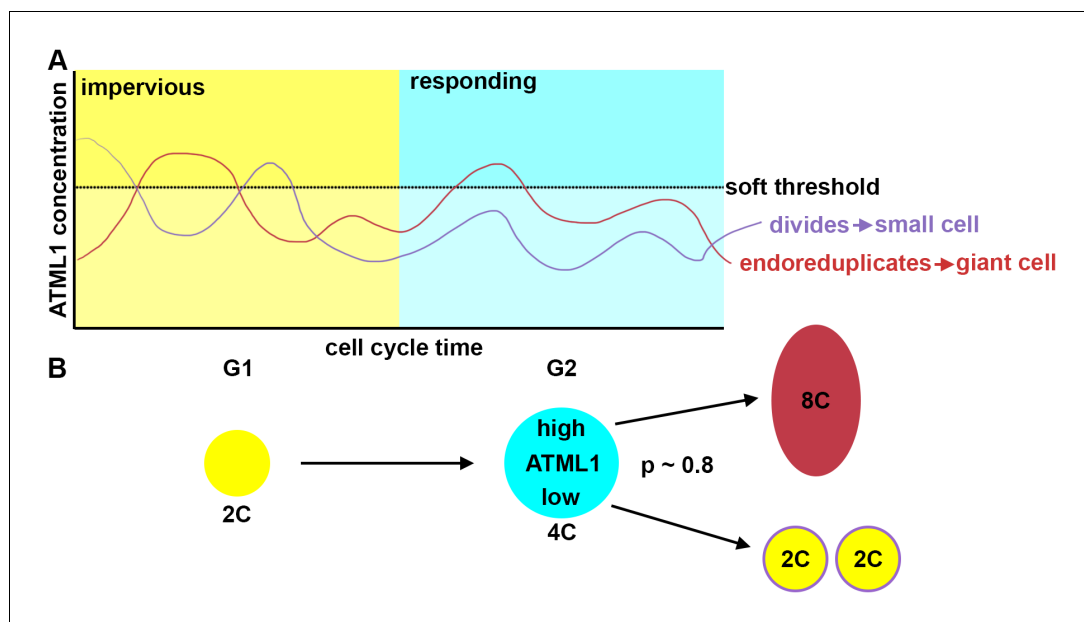 A
impervious
responding
ATML1 concentration
soft threshold
divides → small cell
endoreduplicates → giant cell
cell cycle time
B
G1
G2
8C
high
ATML1
low
p ~ 0.8
2C
4C
2C
2C